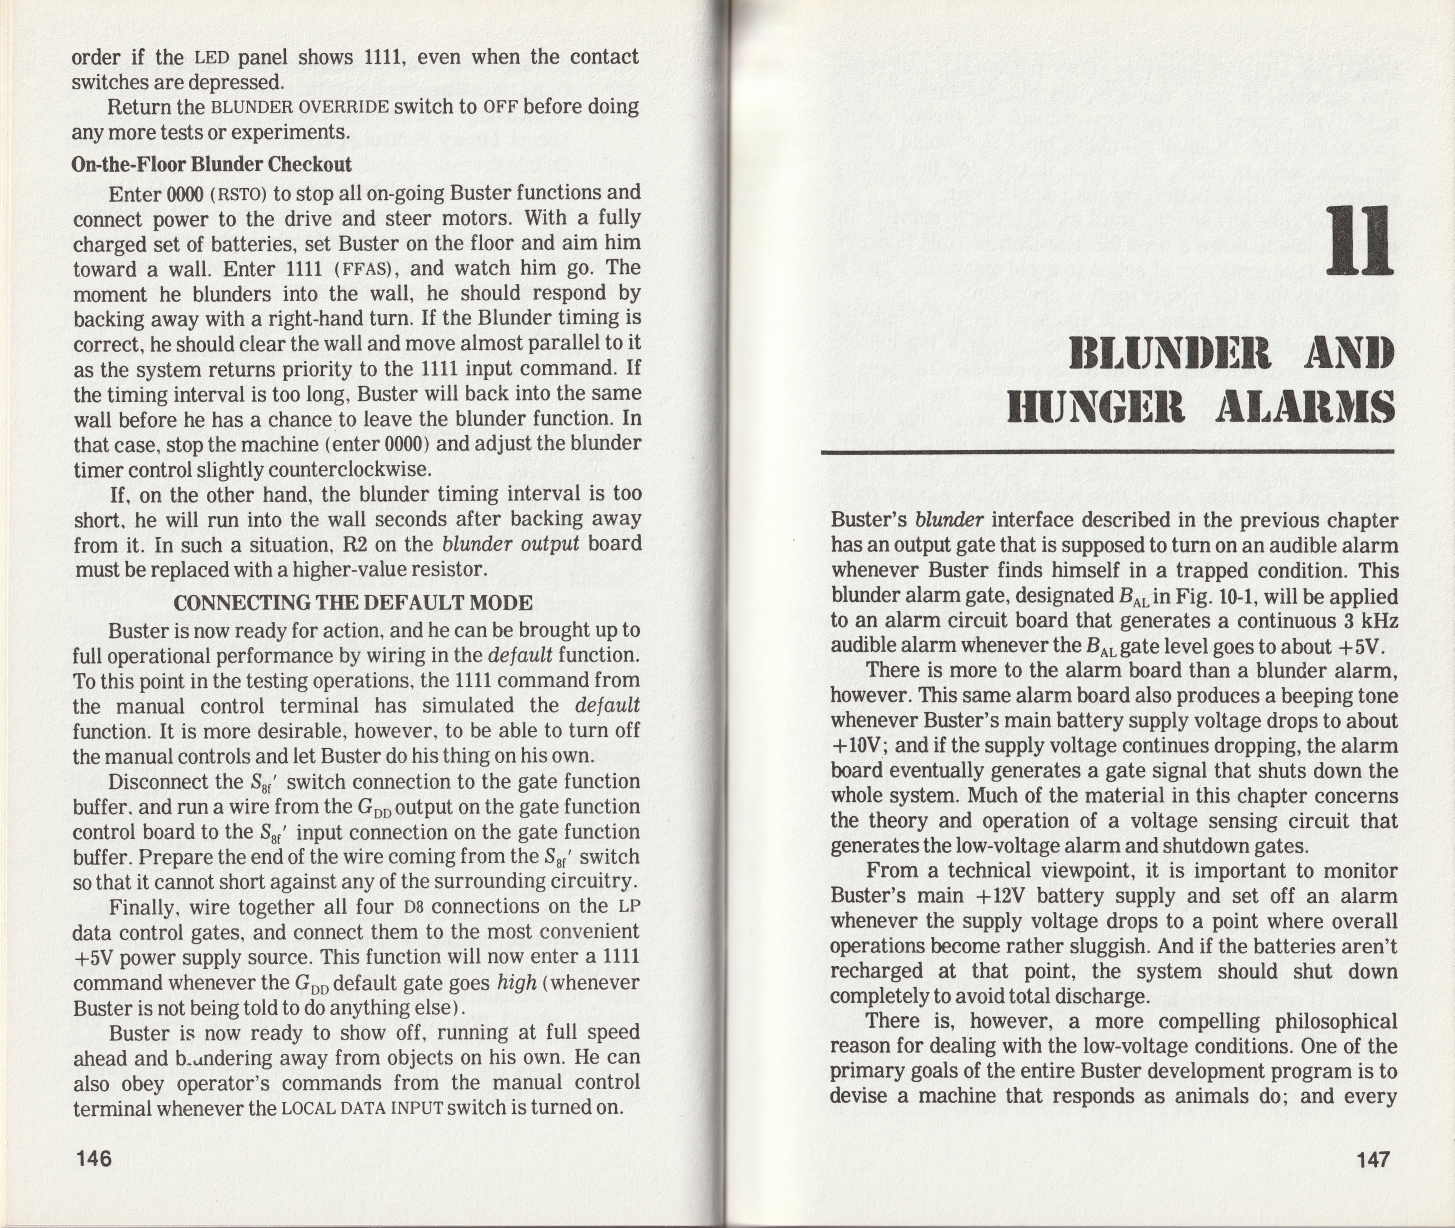 order if the LED panel shows 1111, even when the contact
switches are depressed.
Return the BLUNDER OVERRIDE switch to OFF before doing
any more tests or experiments.
On-the-Floor Blunder Checkout
Enter 0000 (RSTO) to stop all on-going Buster functions and
connect power to the drive and steer motors. With a fully
charged set of batteries, set Buster on the floor and aim him
toward a wall. Enter 1111 (FFAS), and watch him go. The
moment he blunders into the wall, he should respond by
backing away with a right-hand turn. If the Blunder timing is
correct, he should clear the wall and move almost parallel to it
as the system returns priority to the 1111 input command. If
the timing interval is too long, Buster will back into the same
wall before he has a chance to leave the blunder function. In
that case, stop the machine (enter 0000) and adjust the blunder
timer control slightly counterclockwise.
If, on the other hand, the blunder timing interval is too
short, he will run into the wall seconds after backing away
from it. In such a situation, R2 on the blunder output board
must be replaced with a higher-value resistor.
CONNECTING THE DEFAULT MODE
Buster is now ready for action, and he can be brought up to
full operational performance by wiring in the default function.
To this point in the testing operations, the 1111 command from
the manual control terminal has simulated the default
function. It is more desirable, however, to be able to turn off
the manual controls and let Buster do his thing on his own.
Disconnect the S8f' switch connection to the gate function
buffer, and run a wire from the GDD output on the gate function
control board to the S8f' input connection on the gate function
buffer. Prepare the end of the wire coming from the S8f' switch
so that it cannot short against any of the surrounding circuitry.
Finally, wire together all four D8 connections on the LP
data control gates, and connect them to the most convenient
+5V power supply source. This function will now enter a 1111
command whenever the GDD default gate goes high (whenever
Buster is not being told to do anything else).
Buster is now ready to show off, running at full speed
ahead and blundering away from objects on his own. He can
also obey operator's commands from the manual control
terminal whenever the LOCAL DATA INPUT switch is turned on.
146
11
BLUNDER AND
HUNGER ALARMS
Buster's blunder interface described in the previous chapter
has an output gate that is supposed to turn on an audible alarm
whenever Buster finds himself in a trapped condition. This
blunder alarm gate, designated BAL in Fig. 10-1, will be applied
to an alarm circuit board that generates a continuous 3 kHz
audible alarm whenever the BAL gate level goes to about +5V.
There is more to the alarm board than a blunder alarm,
however. This same alarm board also produces a beeping tone
whenever Buster's main battery supply voltage drops to about
+10V; and if the supply voltage continues dropping, the alarm
board eventually generates a gate signal that shuts down the
whole system. Much of the material in this chapter concerns
the theory and operation of a voltage sensing circuit that
generates the low-voltage alarm and shutdown gates.
From a technical viewpoint, it is important to monitor
Buster's main +12V battery supply and set off an alarm
whenever the supply voltage drops to a point where overall
operations become rather sluggish. And if the batteries aren't
recharged at that point, the system should shut down
completely to avoid total discharge.
There is, however, a more compelling philosophical
reason for dealing with the low-voltage conditions. One of the
primary goals of the entire Buster development program is to
devise a machine that responds as animals do; and every
147